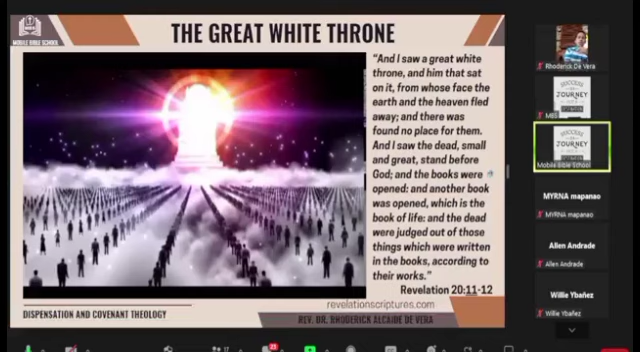 THE GREAT WHITE THRONE
MOBILE BIBLE SCHOOL
"And I saw a great white
throne, and him that sat
on it, from whose face the
earth and the heaven fled
away; and there was
found no place for them.
And I saw the dead, small
and great, stand before
God; and the books were
opened: and another book
was opened, which is the
book of life: and the dead
were judged out of those
things which were written
in the books, according to
their works."
Revelation 20:11-12
revelationscriptures.com
DISPENSATION AND COVENANT THEOLOGY
REV. DR. RHODERICK ALCAIDE DE VERA
Rhoderick De Vera
SUCCESS
JOURNEY
SUCCESS
JOURNEY
Mobile Bible School
MYRNA mapanao
MYRNA mapanao
Allen Andrade
Allen Andrade
Willie Ybañez
Willie Ybañez